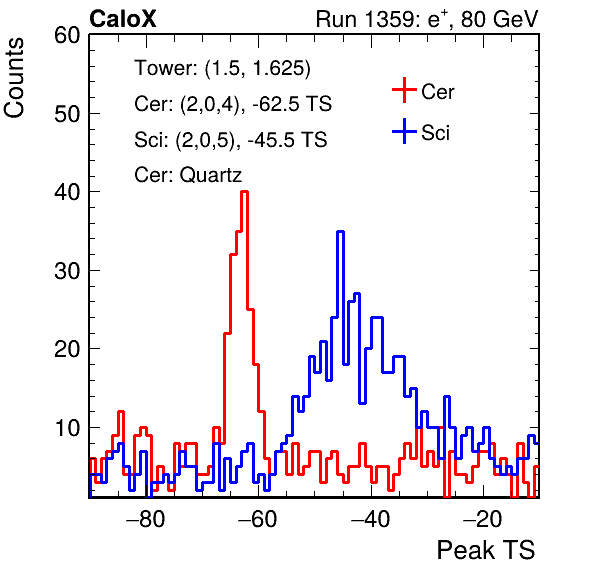 CaloX Run 1359: e⁺, 80 GeV
Counts
60
50
40
30
20
10
Tower: (1.5, 1.625)
Cer: (2,0,4), -62.5 TS
Sci: (2,0,5), -45.5 TS
Cer: Quartz
Cer
Sci
−80 −60 −40 −20
Peak TS